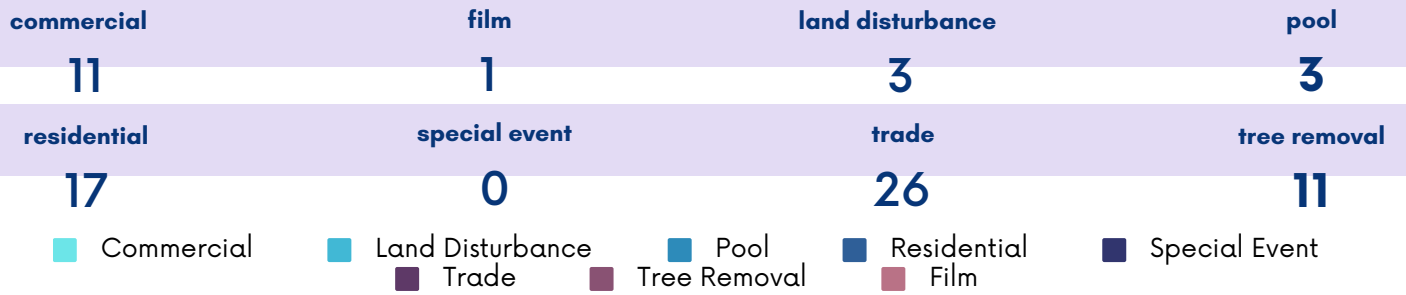 commercial film land disturbance pool
11 1 3 3
residential special event trade tree removal
17 0 26 11
Commercial Land Disturbance Pool Residential Special Event
Trade Tree Removal Film